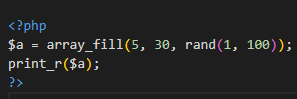 <?php
$a = array_fill(5, 30, rand(1, 100));
print_r($a);
?>